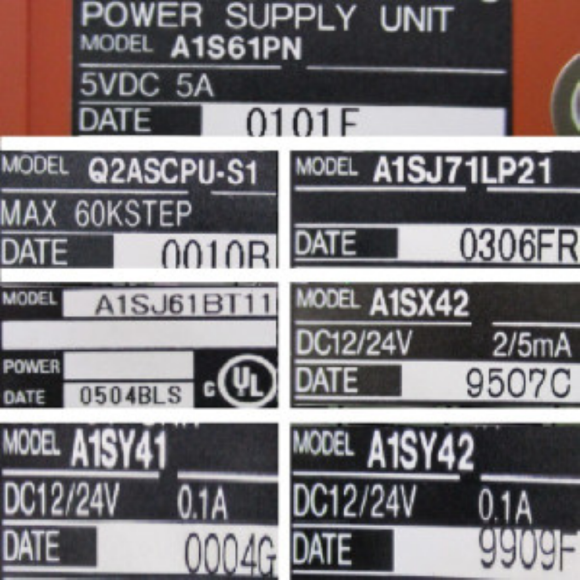 POWER SUPPLY UNIT
MODEL A1S61PN
5VDC 5A
DATE 0101F
MODEL Q2ASCPU-S1
MAX 60KSTEP
DATE 0010B
MODEL A1SJ71LP21
DATE 0306FR
MODEL A1SJ61BT11
POWER
DATE 0504BLS
C UL
MODEL A1SX42
DC12/24V 2/5mA
DATE 9507C
MODEL A1SY41
DC12/24V 0.1A
DATE 0004G
MODEL A1SY42
DC12/24V 0.1A
DATE 9909F